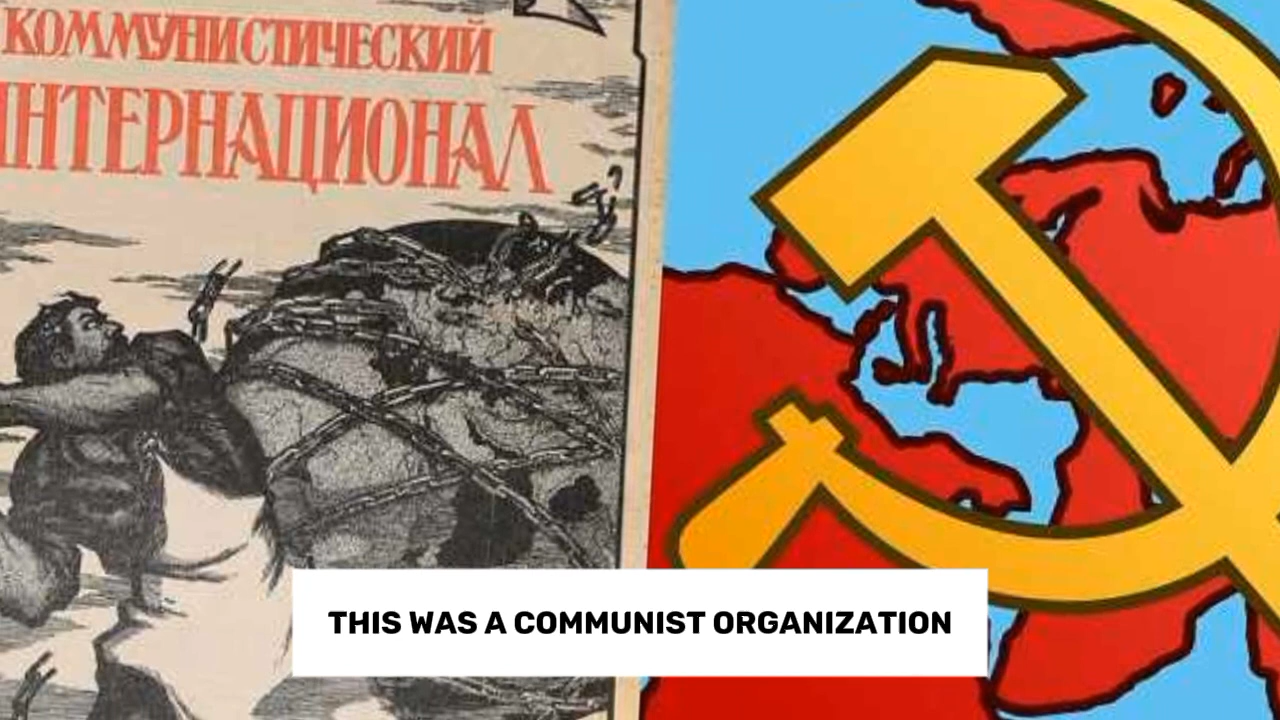 КОММУНИСТИЧЕСКИЙ
ИНТЕРНАЦИОНАЛ
THIS WAS A COMMUNIST ORGANIZATION